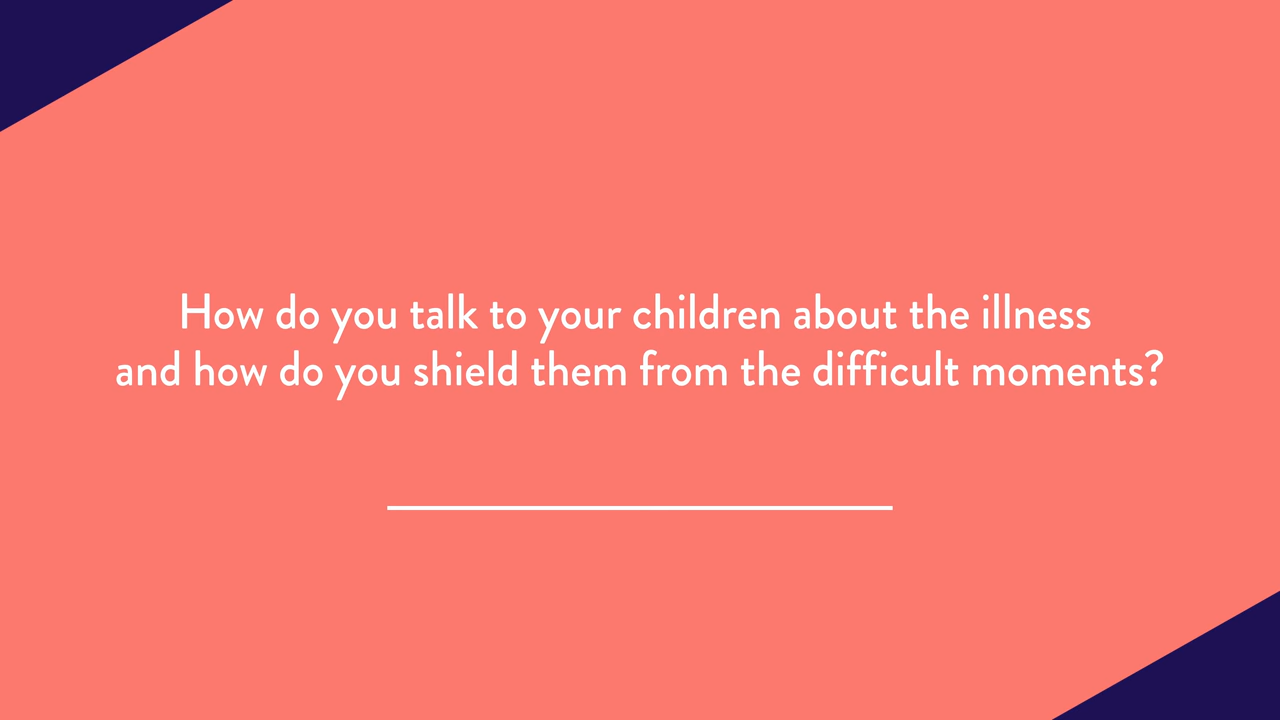 How do you talk to your children about the illness
and how do you shield them from the difficult moments?